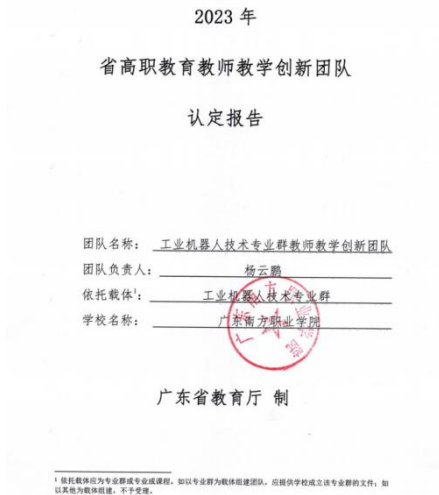 2023 年
省高职教育教师教学创新团队
认定报告
团队名称： 工业机器人技术专业群教师教学创新团队
团队负责人： 杨云鹏
依托载体¹： 工业机器人技术专业群
学校名称： 广东南方职业学院
广东省教育厅 制
¹ 依托载体应为专业群或专业或课程。如以专业群为载体组建团队，应提供学校成立该专业群的文件；如
以其他为载体组建，不予受理。